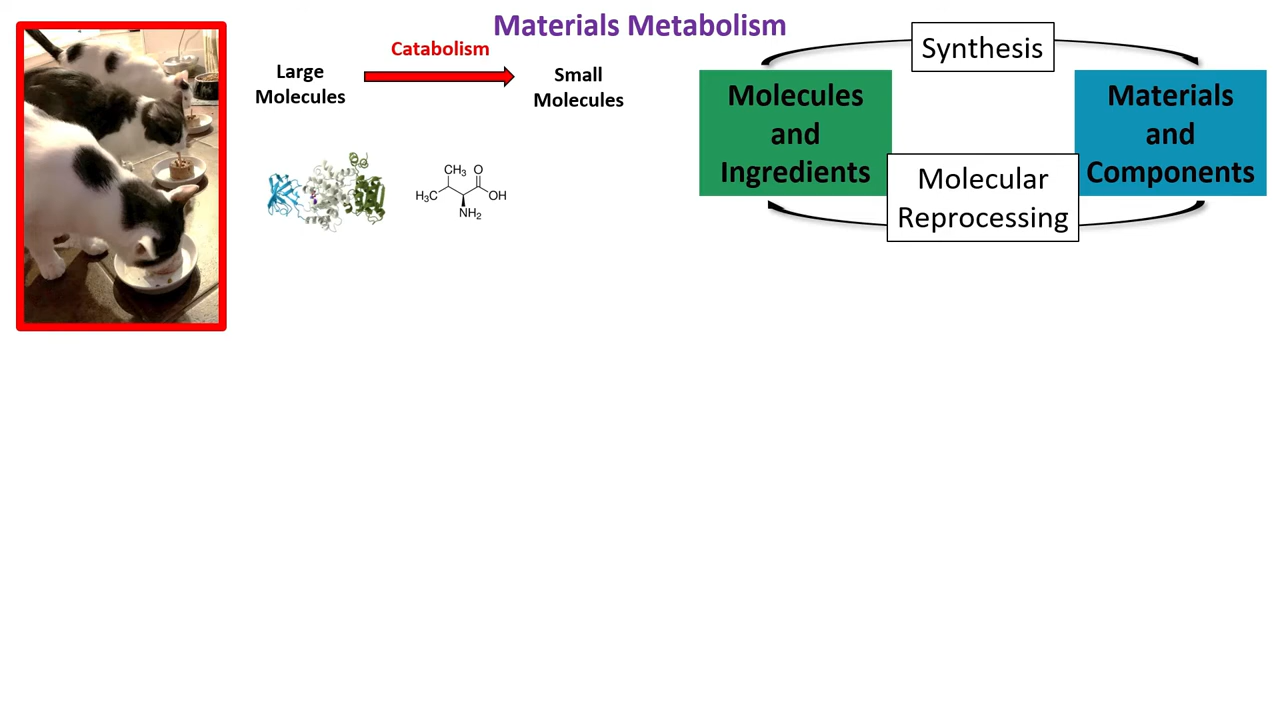 Materials Metabolism
Catabolism
Large
Molecules
Small
Molecules
CH₃
O
H₃C
OH
NH₂
Synthesis
Molecules
and
Ingredients
Materials
and
Components
Molecular
Reprocessing